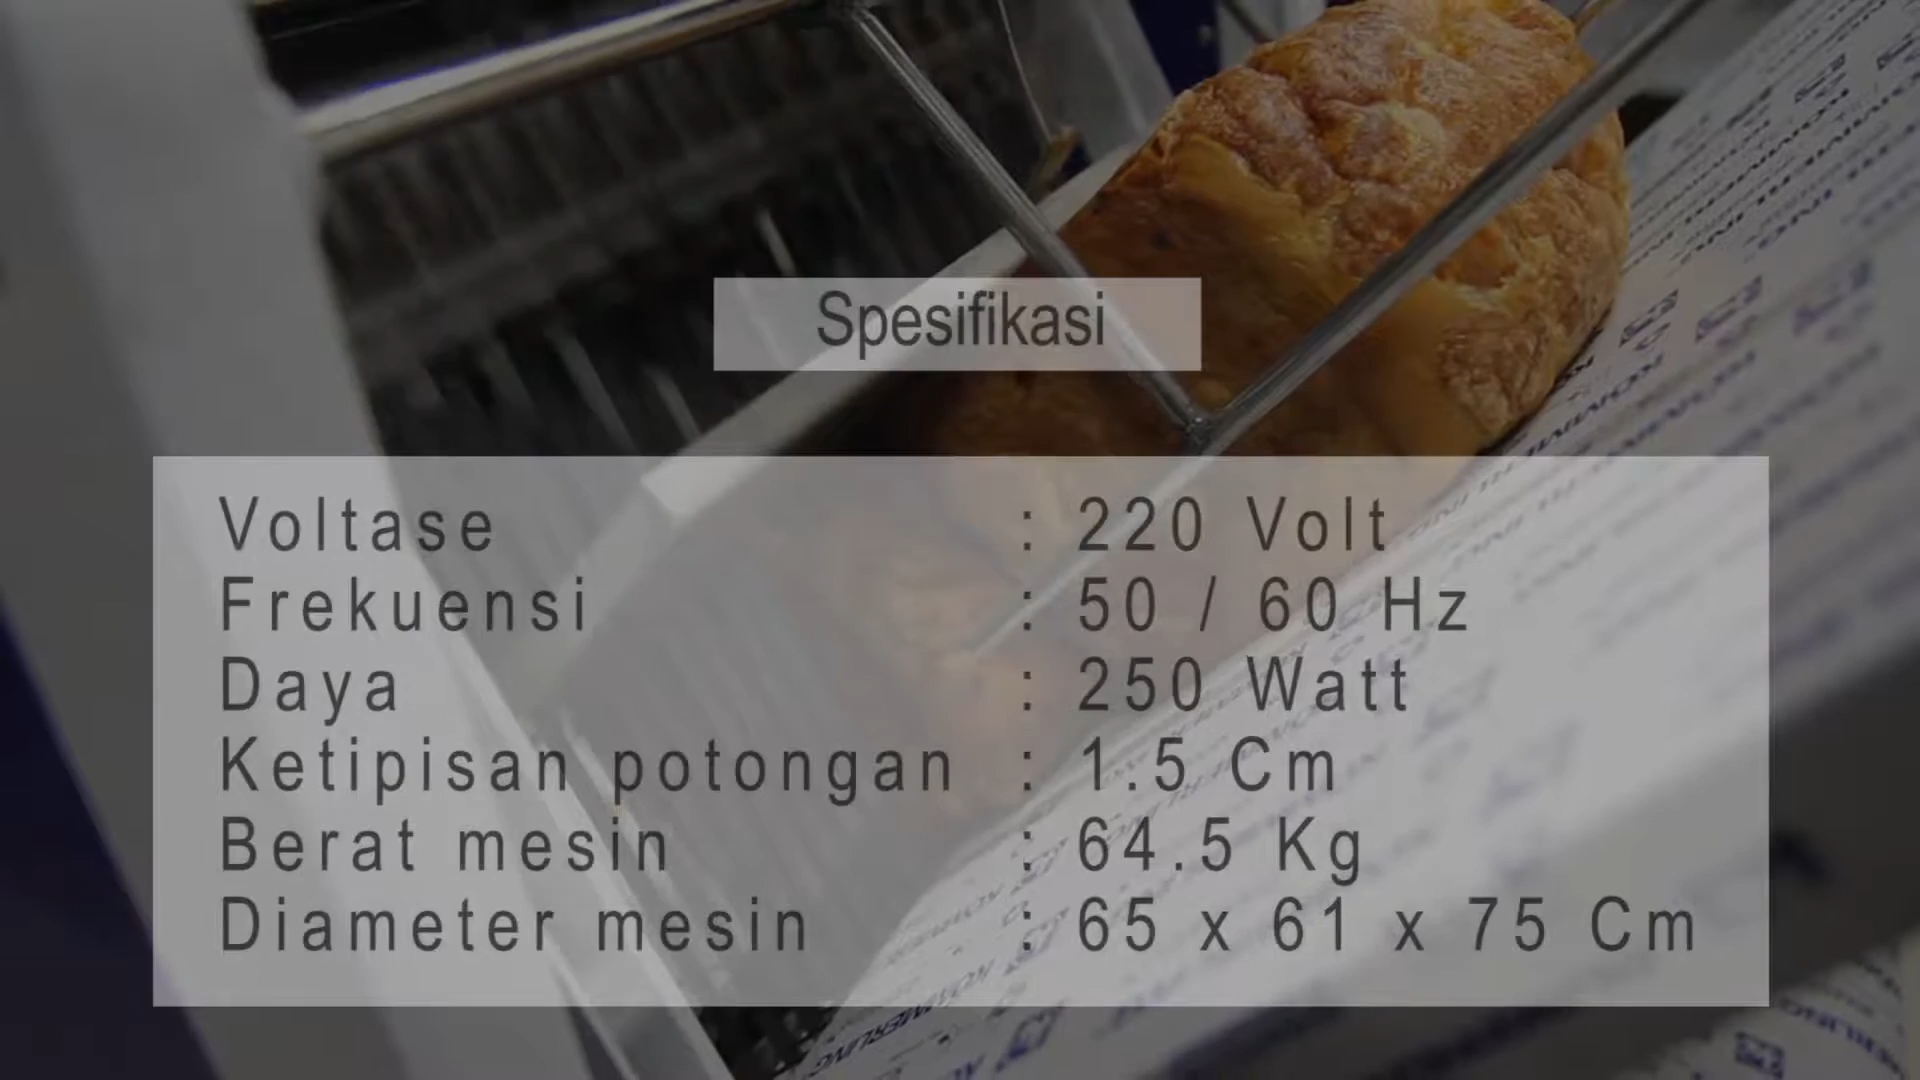 Spesifikasi
Voltase : 220 Volt
Frekuensi : 50 / 60 Hz
Daya : 250 Watt
Ketipisan potongan : 1.5 Cm
Berat mesin : 64.5 Kg
Diameter mesin : 65 x 61 x 75 Cm